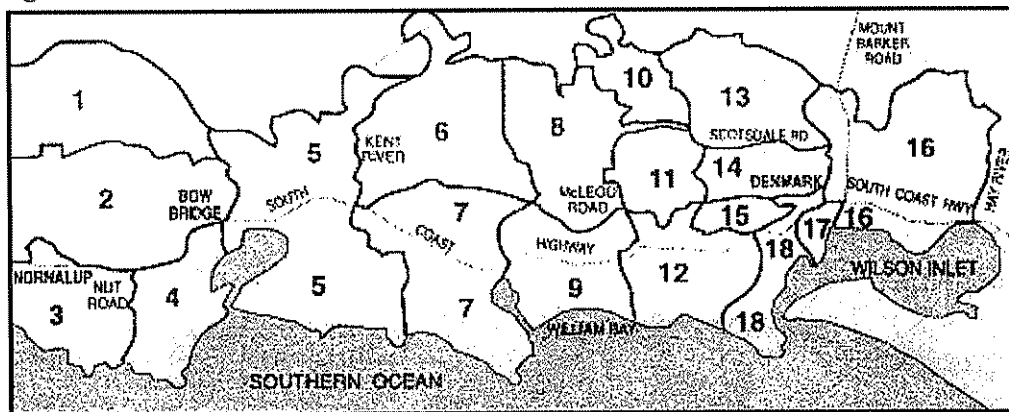 MOUNT
BARKER
ROAD
10
1
13
6
8
16
5
KENT
RIVER
SCOTSDALE RD
HAY RIVER
11
14
McLEOD
ROAD
DENMARK
2
BOW
BRIDGE
SOUTH
7
SOUTH COAST HWY
15
17
16
COAST
HIGHWAY
18
NORNALUP
NUT
ROAD
WILSON INLET
3
4
5
7
9
12
18
WILLIAM BAY
SOUTHERN OCEAN